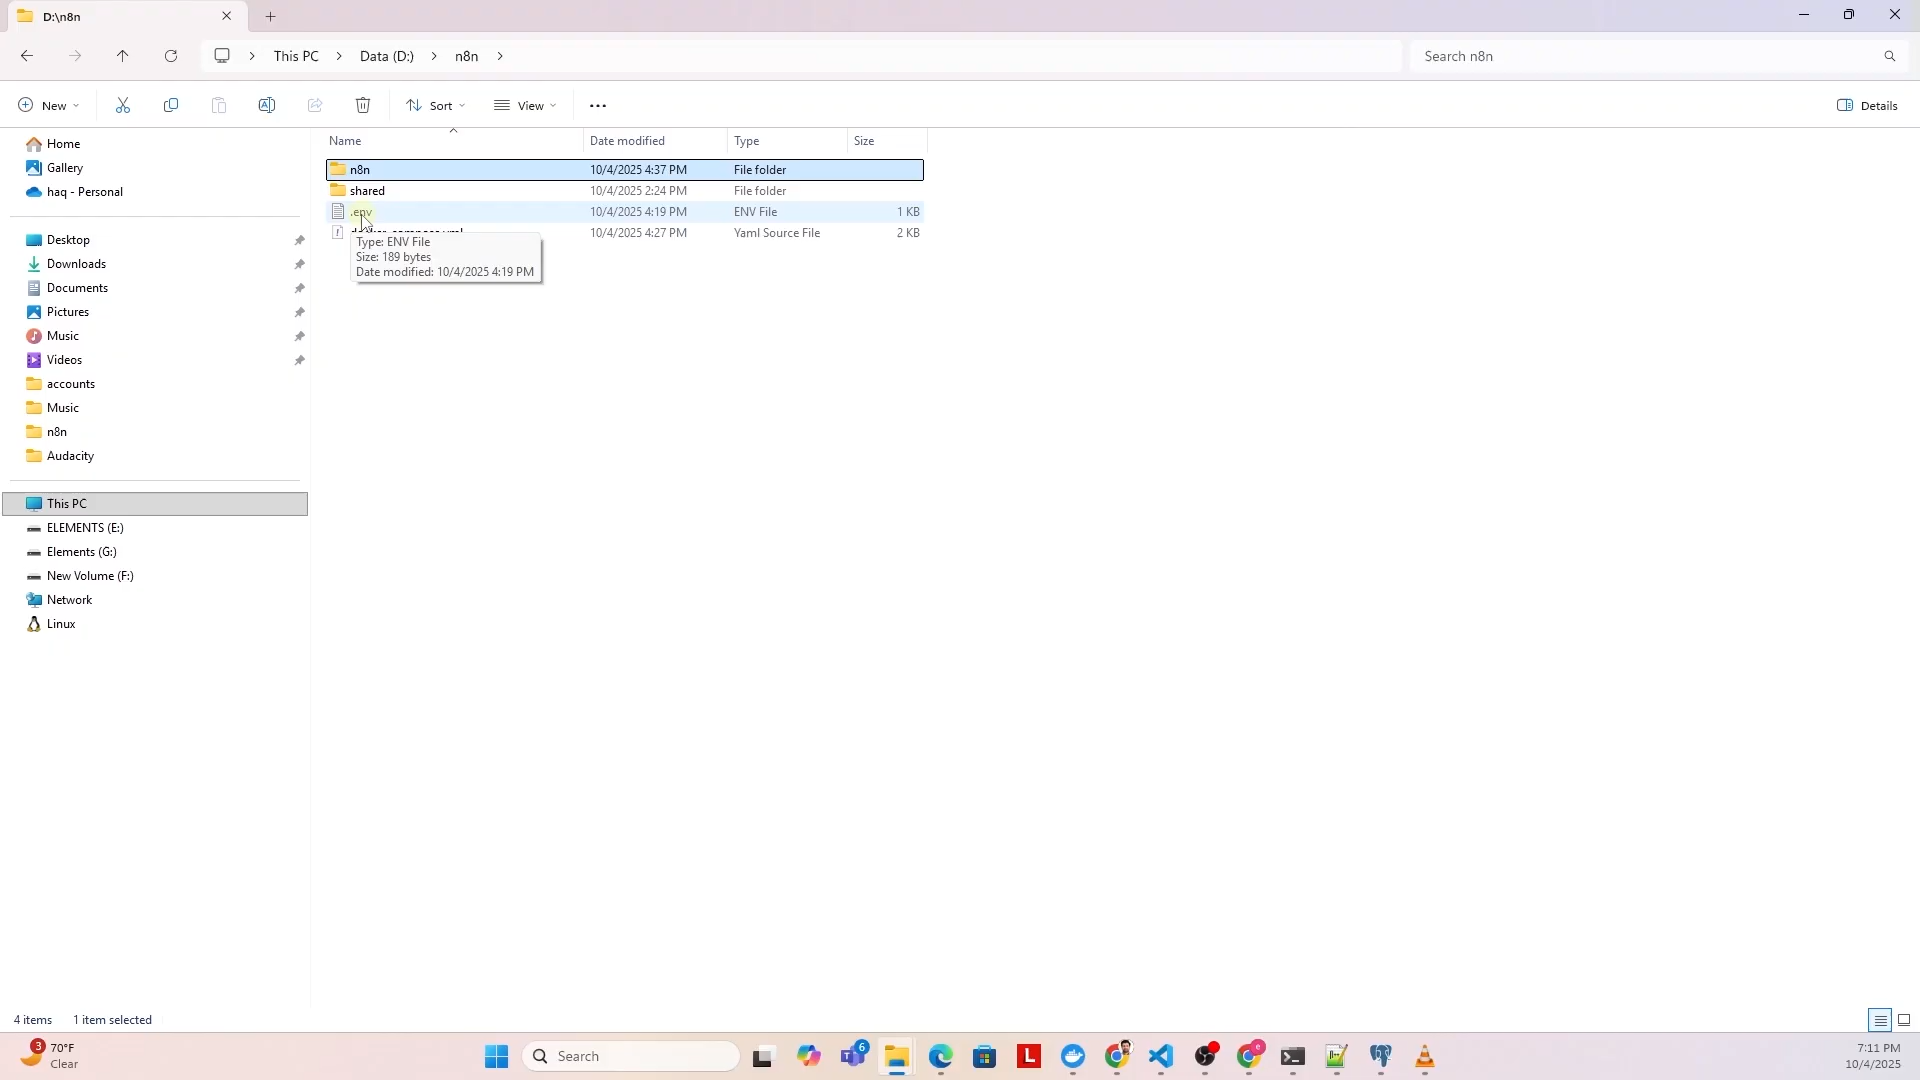 D:\n8n
This PC
Data (D:)
n8n
Search n8n
New
Sort
View
Details
Home
Gallery
haq - Personal
Desktop
Downloads
Documents
Pictures
Music
Videos
accounts
Music
n8n
Audacity
This PC
ELEMENTS (E:)
Elements (G:)
New Volume (F:)
Network
Linux
Name Date modified Type Size
n8n 10/4/2025 4:37 PM File folder
shared 10/4/2025 2:24 PM File folder
.env 10/4/2025 4:19 PM ENV File 1 KB
10/4/2025 4:27 PM Yaml Source File 2 KB
Type: ENV File
Size: 189 bytes
Date modified: 10/4/2025 4:19 PM
4 items 1 item selected
3
70°F
Clear
Search
6
L
e
7:11 PM
10/4/2025